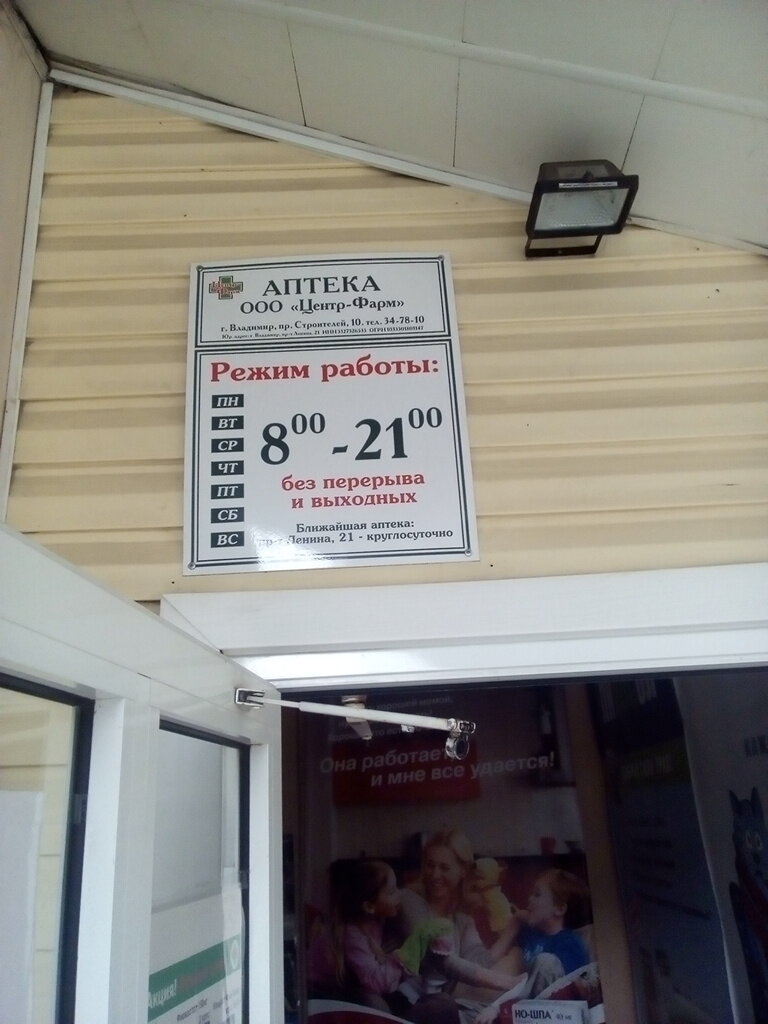 АПТЕКА
ООО «Центр-Фарм»
г. Владимир, пр. Строителей, 10. тел. 34-78-10
Режим работы:
ПН
ВТ
СР
ЧТ
ПТ
СБ
ВС
8⁰⁰ - 21⁰⁰
без перерыва
и выходных
Ближайшая аптека:
пр-т Ленина, 21 - круглосуточно
Она работает
и мне все удается!
НО-ШПА
Акция!